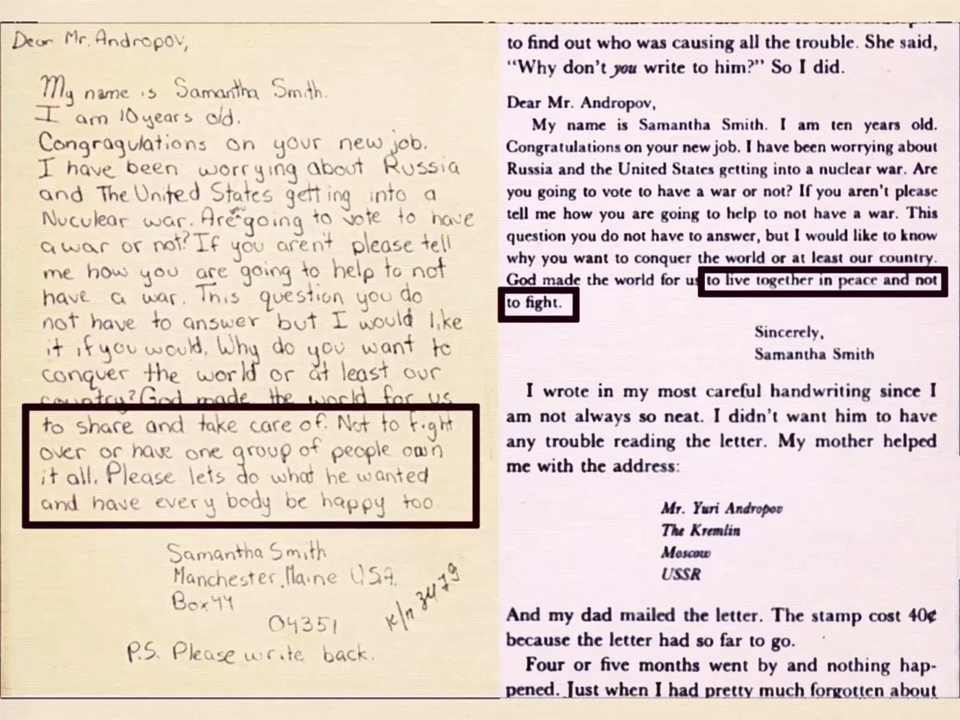 Dear Mr. Andropov,
My name is Samantha Smith.
I am 10 years old.
Congragulations on your new job.
I have been worrying about Russia
and The United States getting into a
Nuculear war. Are going to vote to have
a war or not? If you aren't please tell
me how you are going to help to not
have a war. This question you do
not have to answer but I would like
it if you would. Why do you want to
conquer the world or at least our
country? God made the world for us
to share and take care of. Not to fight
over or have one group of people own
it all. Please lets do what he wanted
and have every body be happy too.
Samantha Smith
Manchester, Maine USA
Box 44
04351
P.S. Please write back.
to find out who was causing all the trouble. She said,
“Why don’t you write to him?” So I did.
Dear Mr. Andropov,
My name is Samantha Smith. I am ten years old.
Congratulations on your new job. I have been worrying about
Russia and the United States getting into a nuclear war. Are
you going to vote to have a war or not? If you aren’t please
tell me how you are going to help to not have a war. This
question you do not have to answer, but I would like to know
why you want to conquer the world or at least our country.
God made the world for us to live together in peace and not
to fight.
Sincerely,
Samantha Smith
I wrote in my most careful handwriting since I
am not always so neat. I didn’t want him to have
any trouble reading the letter. My mother helped
me with the address:
Mr. Yuri Andropov
The Kremlin
Moscow
USSR
And my dad mailed the letter. The stamp cost 40¢
because the letter had so far to go.
Four or five months went by and nothing hap-
pened. Just when I had pretty much forgotten about